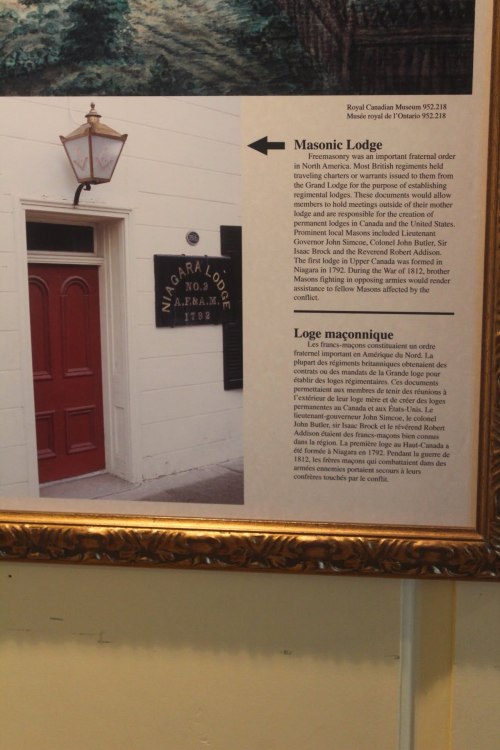 Royal Canadian Museum 952.218
Musée royal de l'Ontario 952.218
Masonic Lodge
Freemasonry was an important fraternal order
in North America. Most British regiments held
traveling charters or warrants issued to them from
the Grand Lodge for the purpose of establishing
regimental lodges. These documents would allow
members to hold meetings outside of their mother
lodge and are responsible for the creation of
permanent lodges in Canada and the United States.
Prominent local Masons included Lieutenant
Governor John Simcoe, Colonel John Butler, Sir
Isaac Brock and the Reverend Robert Addison.
The first lodge in Upper Canada was formed in
Niagara in 1792. During the War of 1812, brother
Masons fighting in opposing armies would render
assistance to fellow Masons affected by the
conflict.
Loge maçonnique
Les francs-maçons constituaient un ordre
fraternel important en Amérique du Nord. La
plupart des régiments britanniques obtenaient des
contrats ou des mandats de la Grande loge pour
établir des loges régimentaires. Ces documents
permettaient aux membres de tenir des réunions à
l'extérieur de leur loge mère et de créer des loges
permanentes au Canada et aux États-Unis. Le
lieutenant-gouverneur John Simcoe, le colonel
John Butler, sir Isaac Brock et le révérend Robert
Addison étaient des francs-maçons bien connus
dans la région. La première loge au Haut-Canada a
été formée à Niagara en 1792. Pendant la guerre de
1812, les frères maçons qui combattaient dans des
armées ennemies portaient secours à leurs
confrères touchés par le conflit.
NIAGARA LODGE
NO.2
A.F.&A.M.
1792